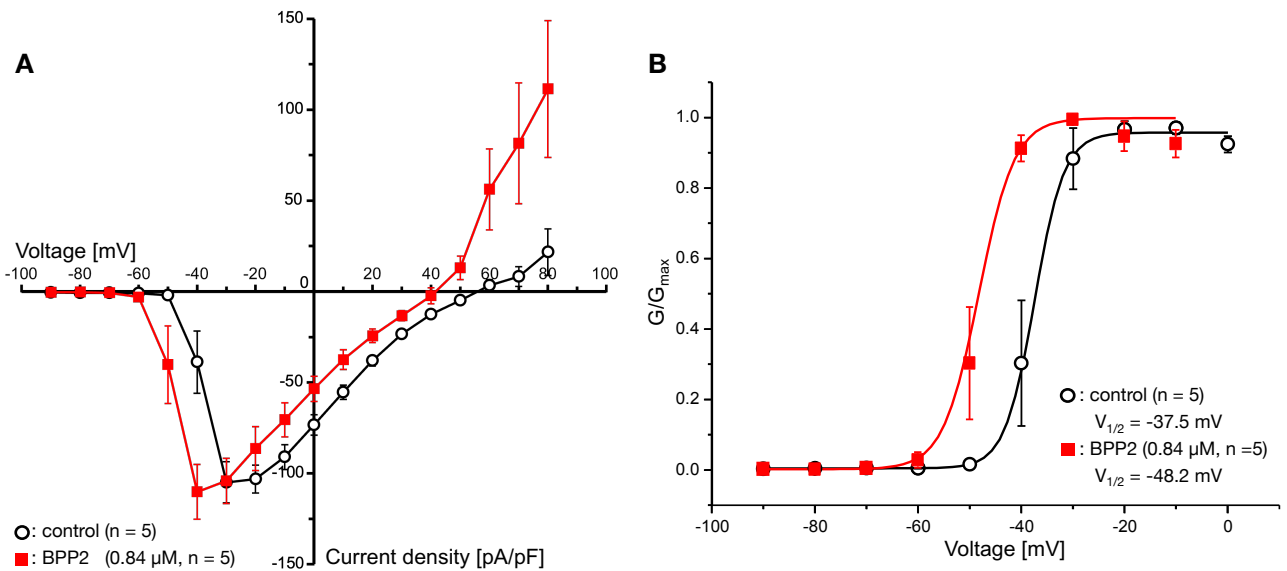 A
150
100
50
Voltage [mV]
-100 -80 -60 -40 -20 0 20 40 60 80 100
-50
-100
-150
Current density [pA/pF]
: control (n = 5)
: BPP2 (0.84 µM, n = 5)
B
1.0
0.8
0.6
0.4
0.2
0.0
G/Gmax
-100 -80 -60 -40 -20 0
Voltage [mV]
: control (n = 5)
V1/2 = -37.5 mV
: BPP2 (0.84 µM, n =5)
V1/2 = -48.2 mV